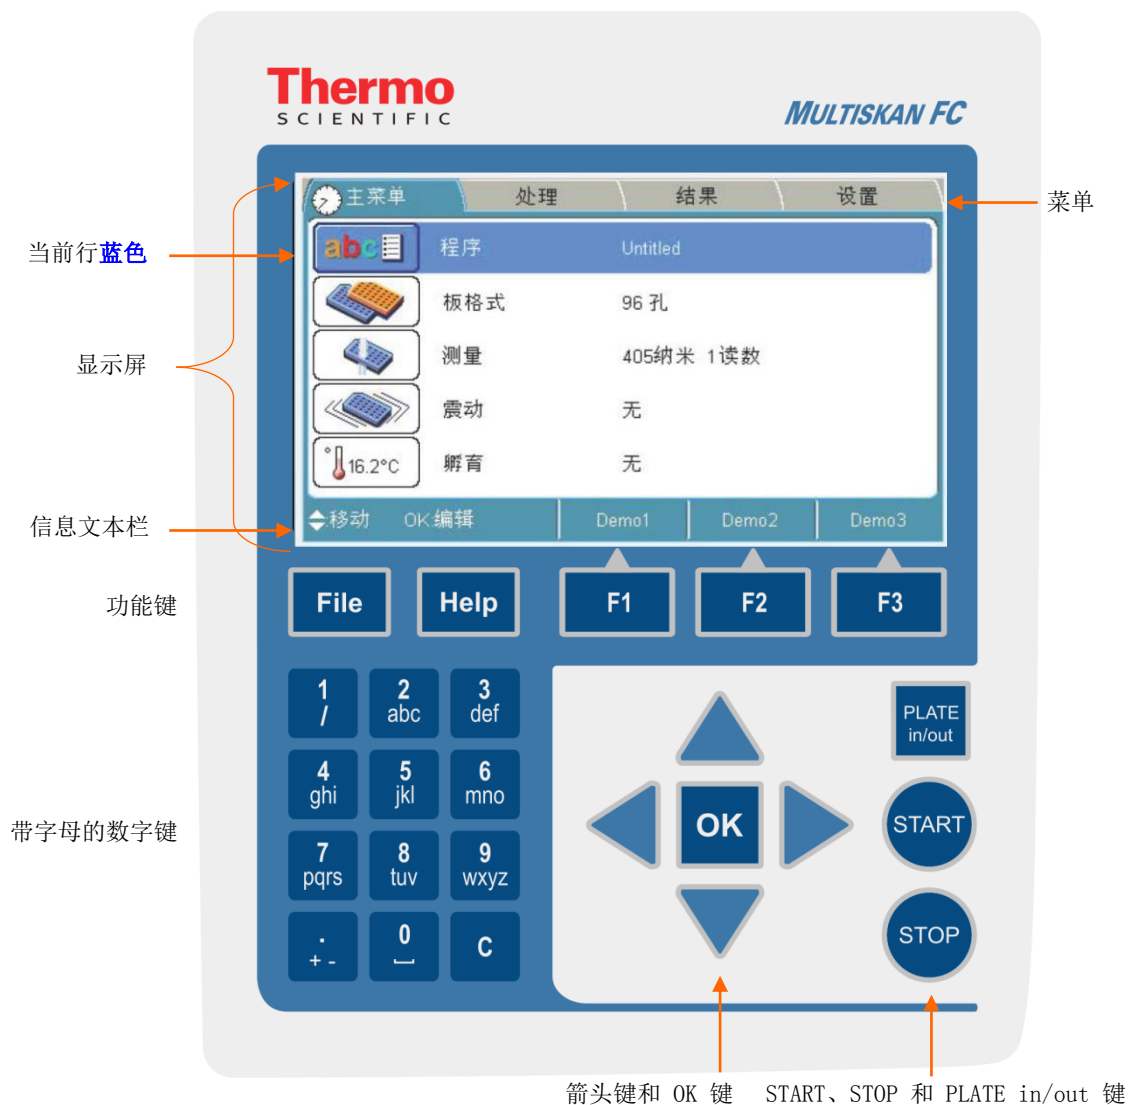 Thermo
SCIENTIFIC
MULTISKAN FC
主菜单 处理 结果 设置
菜单
当前行蓝色
abc 程序 Untitled
板格式 96 孔
显示屏
测量 405纳米 1读数
震动 无
16.2°C 孵育 无
信息文本栏
移动 OK:编辑 Demo1 Demo2 Demo3
功能键
File Help F1 F2 F3
1 2 3
/ abc def
PLATE
in/out
4 5 6
ghi jkl mno
带字母的数字键
OK
START
7 8 9
pqrs tuv wxyz
. 0 C
+ -
STOP
箭头键和 OK 键 START、STOP 和 PLATE in/out 键